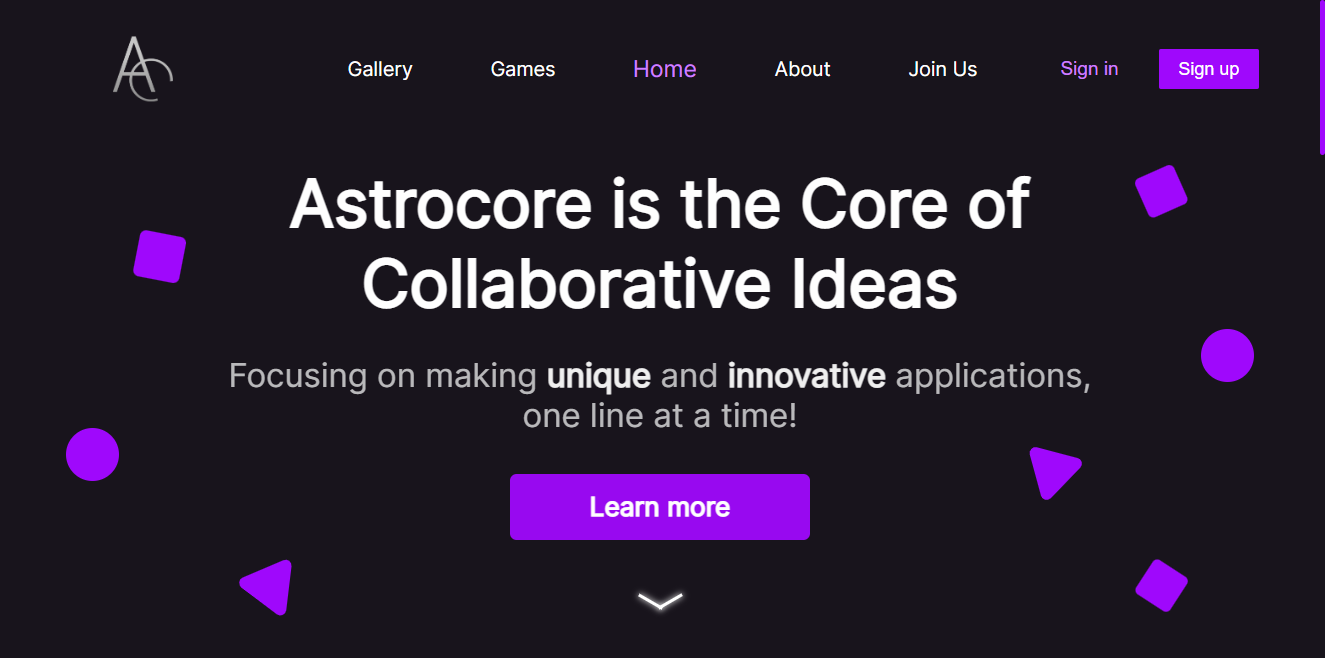 AC
Gallery Games Home About Join Us Sign in Sign up
Astrocore is the Core of
Collaborative Ideas
Focusing on making unique and innovative applications,
one line at a time!
Learn more